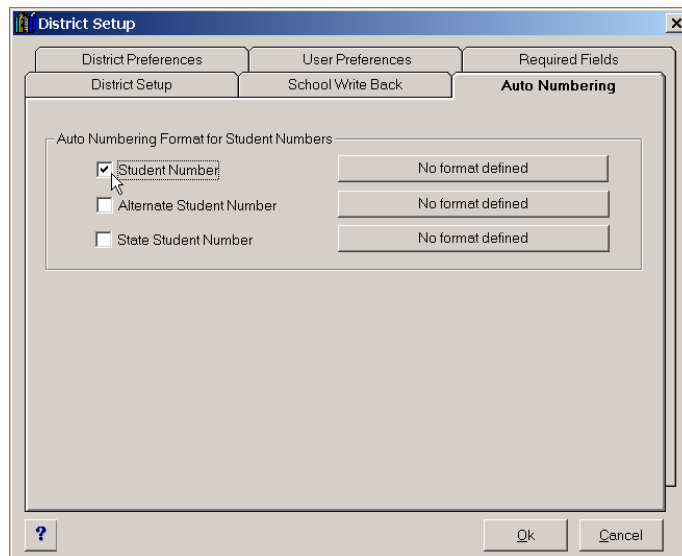 District Setup
District Preferences User Preferences Required Fields
District Setup School Write Back Auto Numbering
Auto Numbering Format for Student Numbers
Student Number No format defined
Alternate Student Number No format defined
State Student Number No format defined
? Ok Cancel